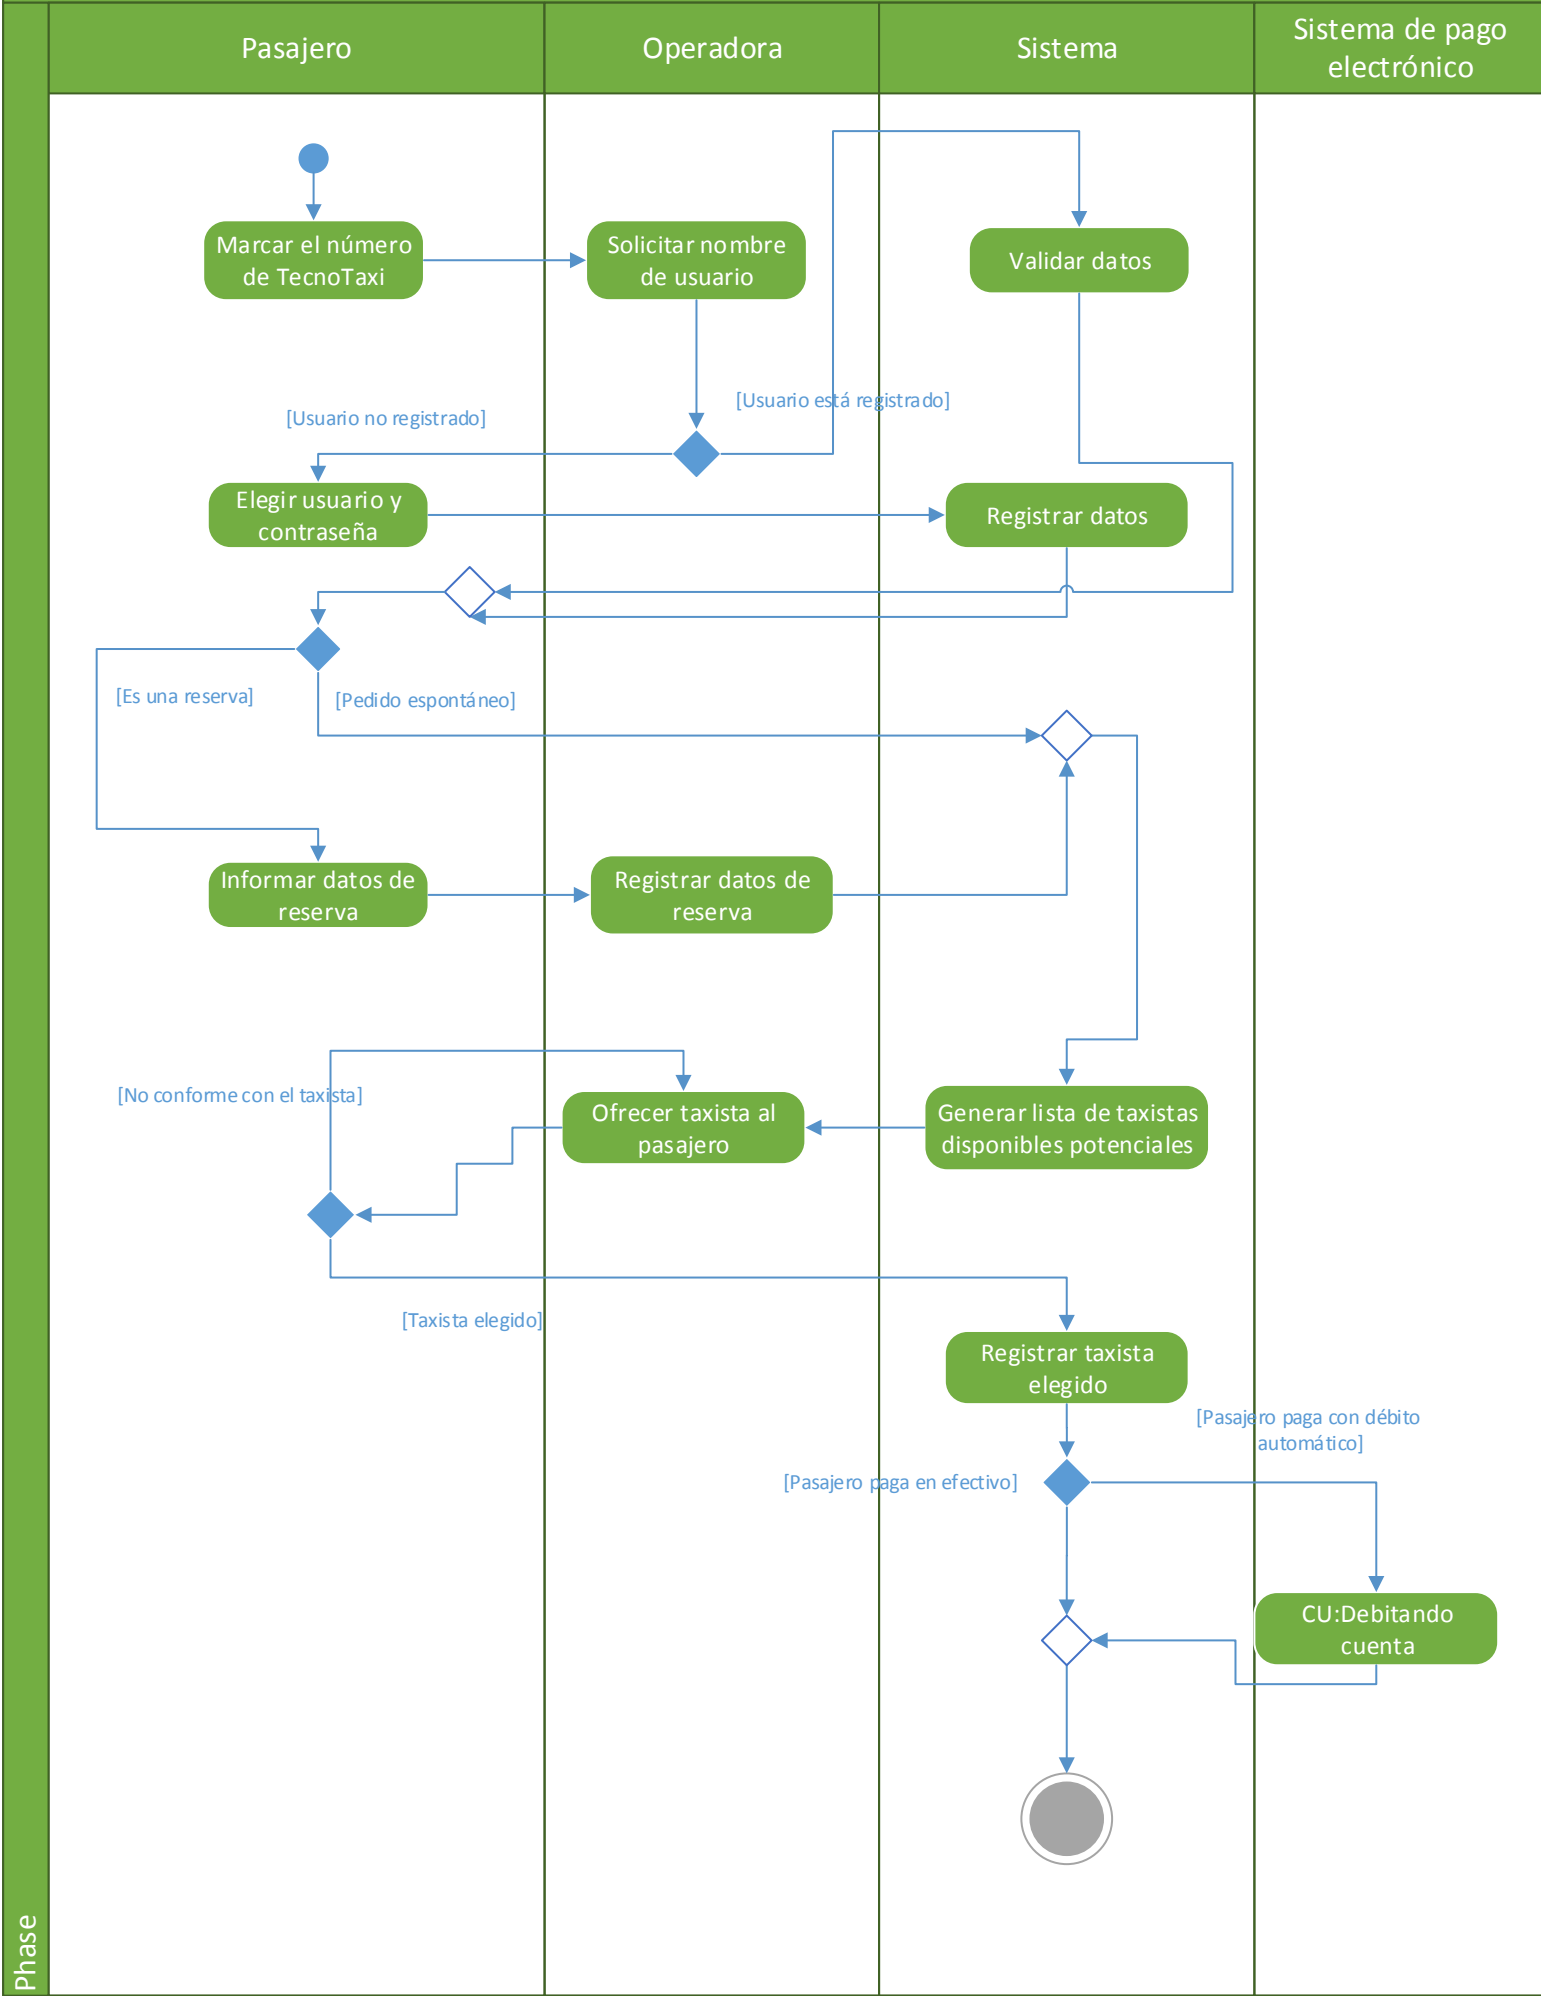 Pasajero
Operadora
Sistema
Sistema de pago
electrónico
Marcar el número
de TecnoTaxi
Solicitar nombre
de usuario
Validar datos
[Usuario no registrado]
[Usuario está registrado]
Elegir usuario y
contraseña
Registrar datos
[Es una reserva]
[Pedido espontáneo]
Informar datos de
reserva
Registrar datos de
reserva
[No conforme con el taxista]
Ofrecer taxista al
pasajero
Generar lista de taxistas
disponibles potenciales
[Taxista elegido]
Registrar taxista
elegido
[Pasajero paga con débito
automático]
[Pasajero paga en efectivo]
CU:Debitando
cuenta
Phase